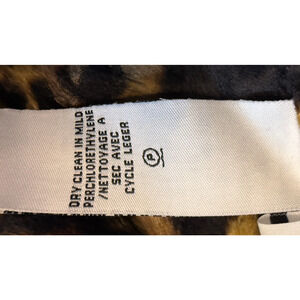 DRY CLEAN IN MILD
PERCHLORETHYLENE
/NETTOYAGE A
SEC AVEC
CYCLE LEGER
P